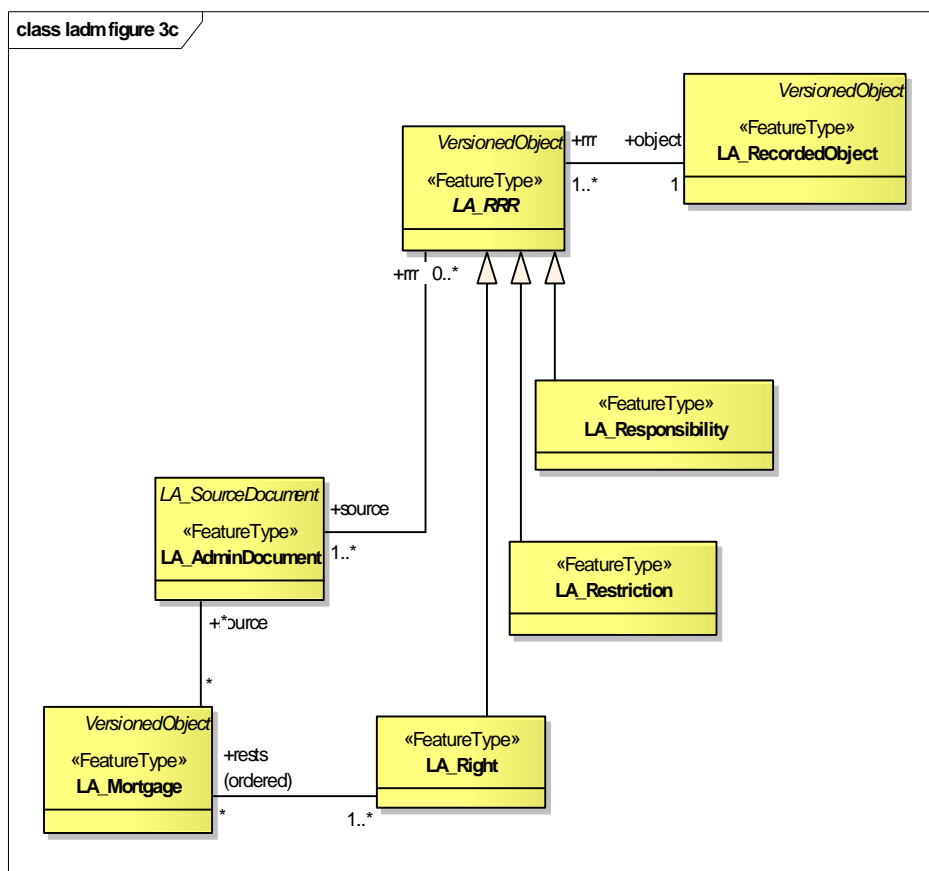 class ladm figure 3c
VersionedObject
«FeatureType»
LA_RecordedObject
VersionedObject
«FeatureType»
LA_RRR
+rrr
+object
1..*
1
+rrr 0..*
«FeatureType»
LA_Responsibility
LA_SourceDocument
«FeatureType»
LA_AdminDocument
+source
1..*
«FeatureType»
LA_Restriction
*
*
VersionedObject
«FeatureType»
LA_Mortgage
+rests
(ordered)
*
1..*
«FeatureType»
LA_Right